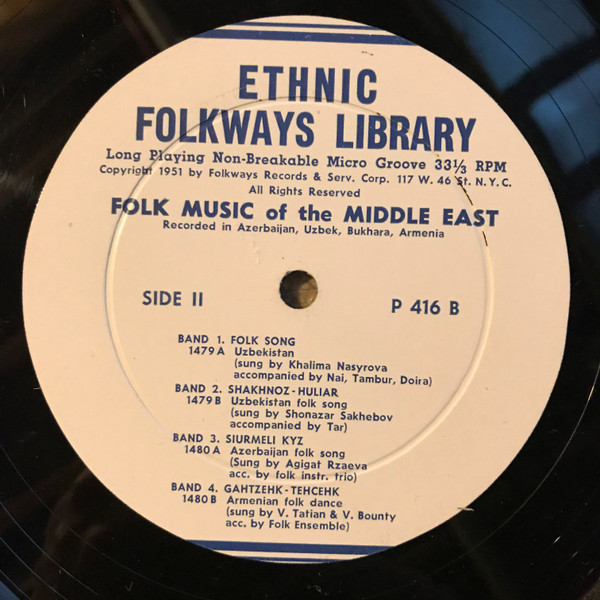 ETHNIC
FOLKWAYS LIBRARY
Long Playing Non-Breakable Micro Groove 33⅓ RPM
Copyright 1951 by Folkways Records & Serv. Corp. 117 W. 46 St. N.Y.C.
All Rights Reserved
FOLK MUSIC of the MIDDLE EAST
Recorded in Azerbaijan, Uzbek, Bukhara, Armenia
SIDE II P 416 B
BAND 1. FOLK SONG
1479 A Uzbekistan
(sung by Khalima Nasyrova
accompanied by Nai, Tambur, Doira)
BAND 2. SHAKHNOZ - HULIAR
1479 B Uzbekistan folk song
(sung by Shonazar Sakhebov
accompanied by Tar)
BAND 3. SIURMELI KYZ
1480 A Azerbaijan folk song
(Sung by Agigat Rzaeva
acc. by folk instr. trio)
BAND 4. GAHTZEHK - TEHCEHK
1480 B Armenian folk dance
(sung by V. Tatian & V. Bounty
acc. by Folk Ensemble)